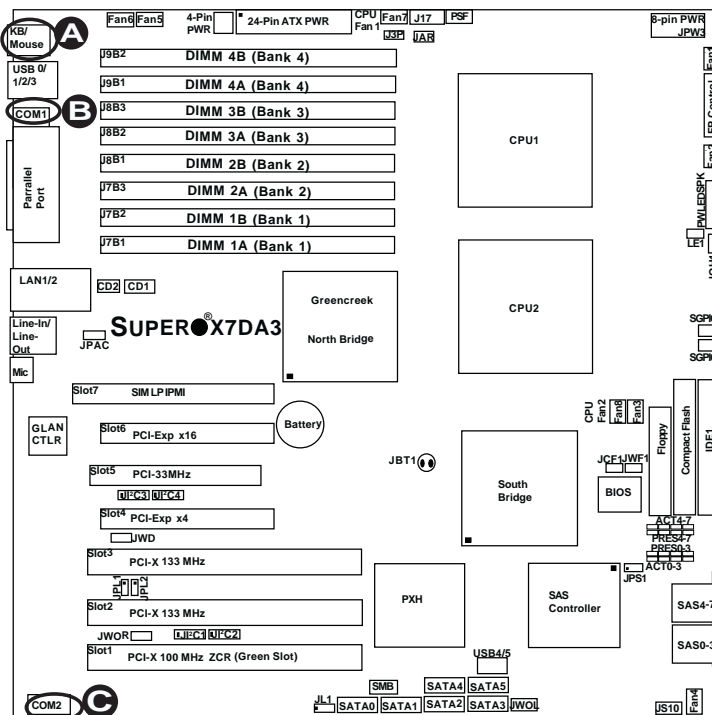 Fan6 Fan5
4-Pin
PWR
24-Pin ATX PWR
CPU
Fan 1
Fan7
J17
PSF
J3P
JAR
8-pin PWR
JPW3
KB/
Mouse
A
USB 0/
1/2/3
COM1
B
Parrallel
Port
J9B2 DIMM 4B (Bank 4)
J9B1 DIMM 4A (Bank 4)
J8B3 DIMM 3B (Bank 3)
J8B2 DIMM 3A (Bank 3)
J8B1 DIMM 2B (Bank 2)
J7B3 DIMM 2A (Bank 2)
J7B2 DIMM 1B (Bank 1)
J7B1 DIMM 1A (Bank 1)
CPU1
PWLEDSPK
LE1
LAN1/2
CD2 CD1
Greencreek
North Bridge
CPU2
SUPER●®X7DA3
Line-In/
Line-
Out
JPAC
Mic
Slot7 SIMLP IPMI
GLAN
CTLR
Slot6 PCI-Exp x16
Battery
CPU
Fan2
Fan8
Fan3
Floppy
Compact Flash
Slot5 PCI-33MHz
JI²C3 JI²C4
JBT1
South
Bridge
JCF1 JWF1
BIOS
Slot4 PCI-Exp x4
JWD
ACT4-7
PRES4-7
PRES0-3
ACT0-3
Slot3 PCI-X 133 MHz
JPL1
JPL2
PXH
SAS
Controller
JPS1
Slot2 PCI-X 133 MHz
SAS4-7
JWOR
JI²C1 JI²C2
Slot1 PCI-X 100 MHz ZCR (Green Slot)
USB4/5
SAS0-3
COM2
C
SMB
JL1
SATA0 SATA1
SATA4 SATA5
SATA2 SATA3
JWOL
JS10
Fan4